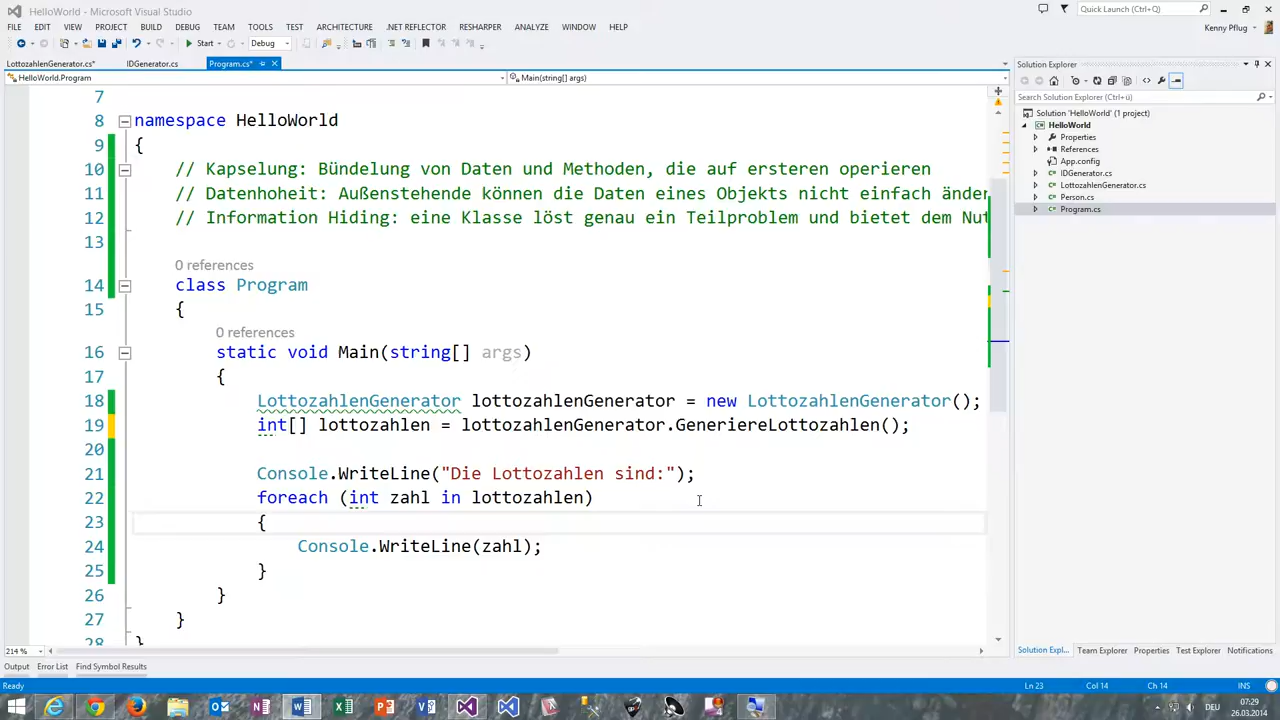 HelloWorld - Microsoft Visual Studio
Quick Launch (Ctrl+Q)
FILE EDIT VIEW PROJECT BUILD DEBUG TEAM TOOLS TEST ARCHITECTURE .NET REFLECTOR RESHARPER ANALYZE WINDOW HELP
Kenny Pflug
Start
Debug
LottozahlenGenerator.cs*
IDGenerator.cs
Program.cs*
HelloWorld.Program
Main(string[] args)
7
8 namespace HelloWorld
9 {
10 // Kapselung: Bündelung von Daten und Methoden, die auf ersteren operieren
11 // Datenhoheit: Außenstehende können die Daten eines Objekts nicht einfach änder
12 // Information Hiding: eine Klasse löst genau ein Teilproblem und bietet dem Nut
13
0 references
14 class Program
15 {
0 references
16 static void Main(string[] args)
17 {
18 LottozahlenGenerator lottozahlenGenerator = new LottozahlenGenerator();
19 int[] lottozahlen = lottozahlenGenerator.GeneriereLottozahlen();
20
21 Console.WriteLine("Die Lottozahlen sind:");
22 foreach (int zahl in lottozahlen)
23 {
24 Console.WriteLine(zahl);
25 }
26 }
27 }
28 }
214 %
Solution Explorer
Search Solution Explorer (Ctrl+ü)
Solution 'HelloWorld' (1 project)
HelloWorld
Properties
References
App.config
IDGenerator.cs
LottozahlenGenerator.cs
Person.cs
Program.cs
Solution Expl... Team Explorer Properties Test Explorer Notifications
Output Error List Find Symbol Results
Ready
Ln 23 Col 14 Ch 14 INS
DEU
07:29
26.03.2014